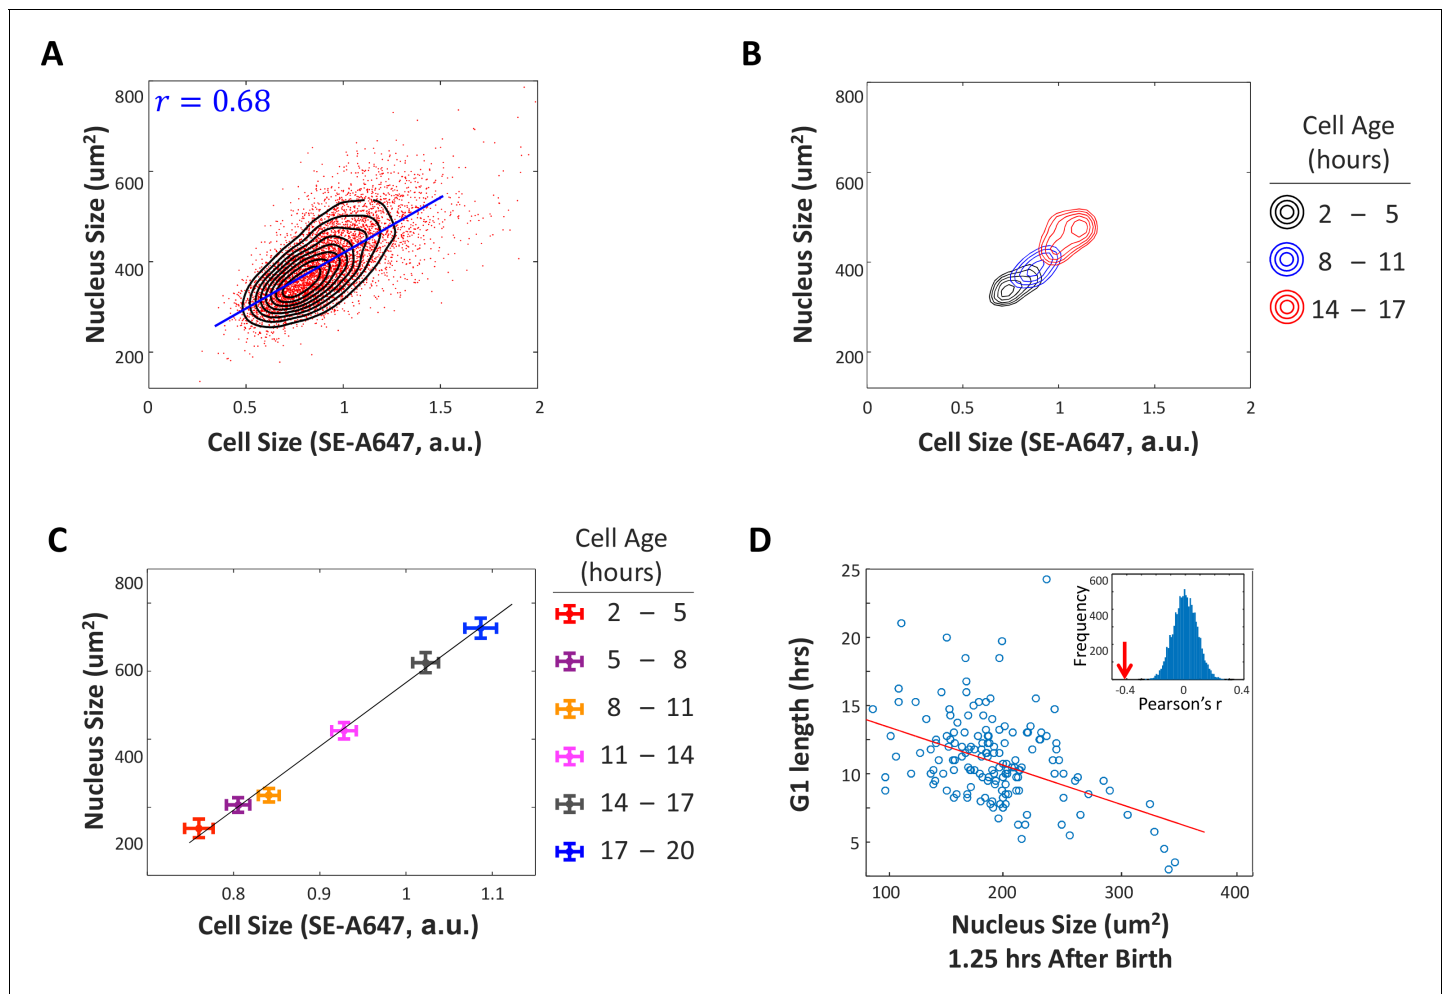 A
r = 0.68
800
600
400
200
0
0.5
1
1.5
2
Nucleus Size (um²)
Cell Size (SE-A647, a.u.)
B
800
600
400
200
0
0.5
1
1.5
2
Nucleus Size (um²)
Cell Size (SE-A647, a.u.)
Cell Age
(hours)
2 – 5
8 – 11
14 – 17
C
800
600
400
200
0.8
0.9
1
1.1
Nucleus Size (um²)
Cell Size (SE-A647, a.u.)
Cell Age
(hours)
2 – 5
5 – 8
8 – 11
11 – 14
14 – 17
17 – 20
D
25
20
15
10
5
100
200
300
400
G1 length (hrs)
Nucleus Size (um²)
1.25 hrs After Birth
600
400
200
Frequency
-0.4
0
0.4
Pearson's r